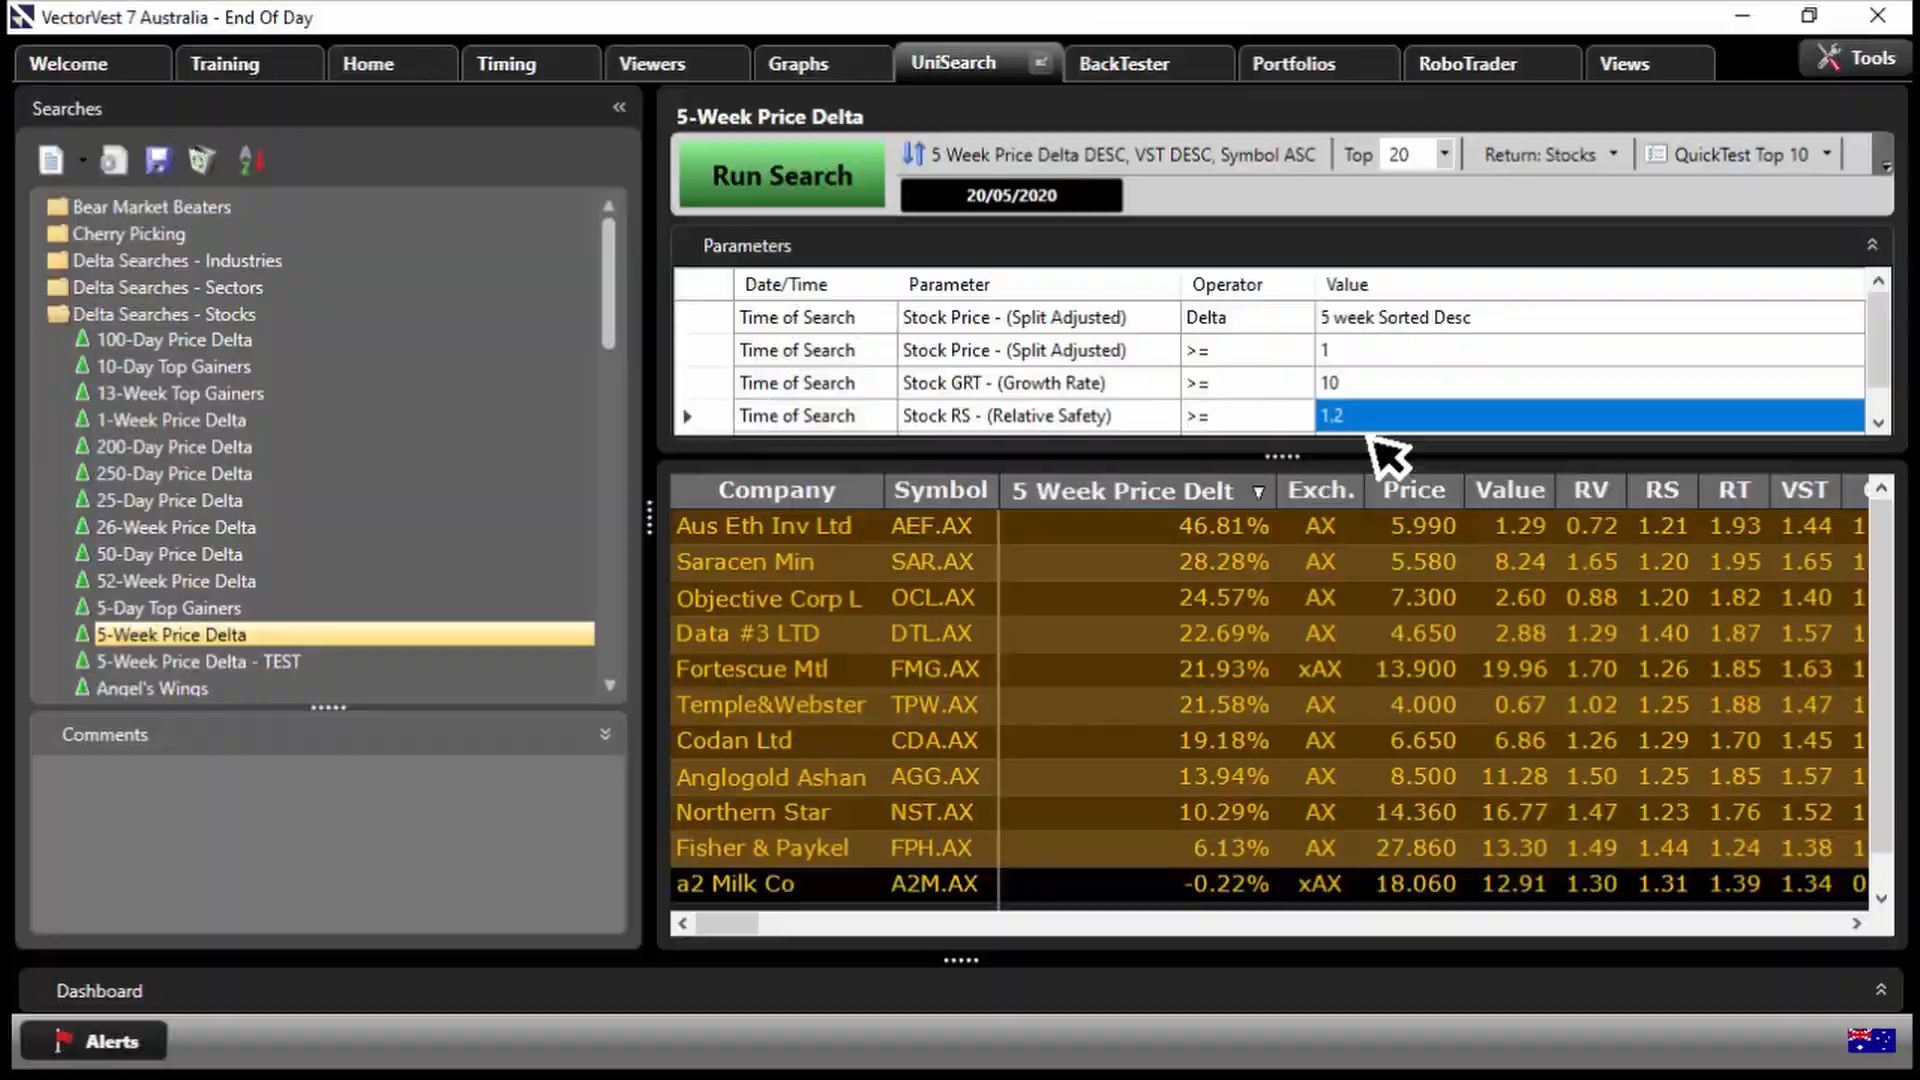 VectorVest 7 Australia - End Of Day
Welcome Training Home Timing Viewers Graphs UniSearch BackTester Portfolios RoboTrader Views Tools
Searches
Bear Market Beaters
Cherry Picking
Delta Searches - Industries
Delta Searches - Sectors
Delta Searches - Stocks
100-Day Price Delta
10-Day Top Gainers
13-Week Top Gainers
1-Week Price Delta
200-Day Price Delta
250-Day Price Delta
25-Day Price Delta
26-Week Price Delta
50-Day Price Delta
52-Week Price Delta
5-Day Top Gainers
5-Week Price Delta
5-Week Price Delta - TEST
Angel's Wings
Comments
5-Week Price Delta
Run Search
5 Week Price Delta DESC, VST DESC, Symbol ASC Top 20 Return: Stocks QuickTest Top 10
20/05/2020
Parameters
Date/Time Parameter Operator Value
Time of Search Stock Price - (Split Adjusted) Delta 5 week Sorted Desc
Time of Search Stock Price - (Split Adjusted) >= 1
Time of Search Stock GRT - (Growth Rate) >= 10
Time of Search Stock RS - (Relative Safety) >= 1.2
Company Symbol 5 Week Price Delt Exch. Price Value RV RS RT VST
Aus Eth Inv Ltd AEF.AX 46.81% AX 5.990 1.29 0.72 1.21 1.93 1.44 1
Saracen Min SAR.AX 28.28% AX 5.580 8.24 1.65 1.20 1.95 1.65 1
Objective Corp L OCL.AX 24.57% AX 7.300 2.60 0.88 1.20 1.82 1.40 1
Data #3 LTD DTL.AX 22.69% AX 4.650 2.88 1.29 1.40 1.87 1.57 1
Fortescue Mtl FMG.AX 21.93% xAX 13.900 19.96 1.70 1.26 1.85 1.63 1
Temple&Webster TPW.AX 21.58% AX 4.000 0.67 1.02 1.25 1.88 1.47 1
Codan Ltd CDA.AX 19.18% AX 6.650 6.86 1.26 1.29 1.70 1.45 1
Anglogold Ashan AGG.AX 13.94% AX 8.500 11.28 1.50 1.25 1.85 1.57 1
Northern Star NST.AX 10.29% AX 14.360 16.77 1.47 1.23 1.76 1.52 1
Fisher & Paykel FPH.AX 6.13% AX 27.860 13.30 1.49 1.44 1.24 1.38 1
a2 Milk Co A2M.AX -0.22% xAX 18.060 12.91 1.30 1.31 1.39 1.34 0
Dashboard
Alerts